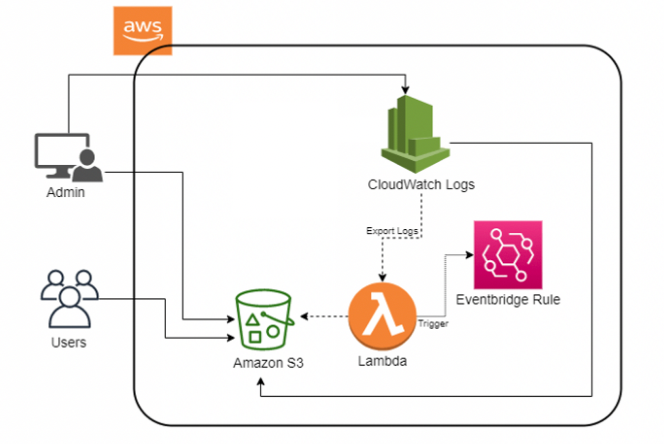 aws
Admin
CloudWatch Logs
Export Logs
Eventbridge Rule
Trigger
Users
Amazon S3
Lambda